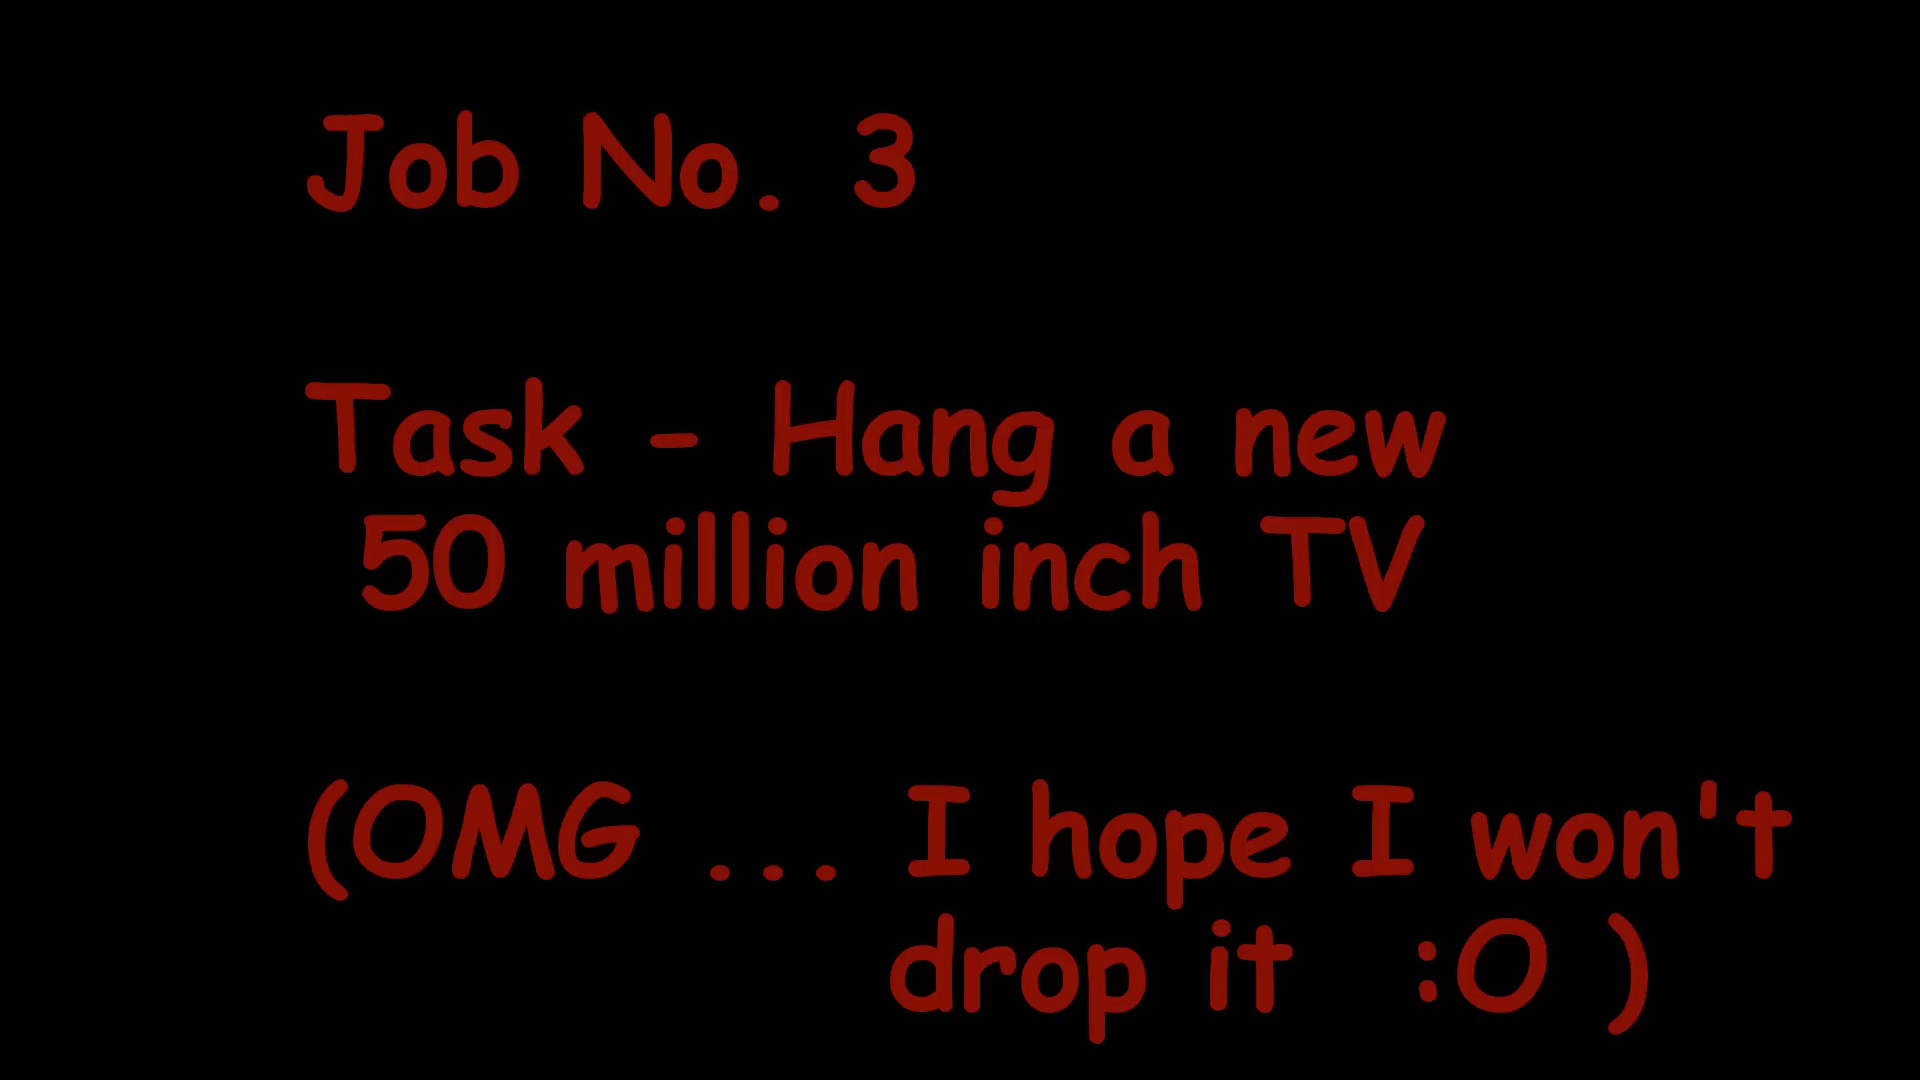 Job No. 3
Task - Hang a new
50 million inch TV
(OMG ... I hope I won't
drop it :O )